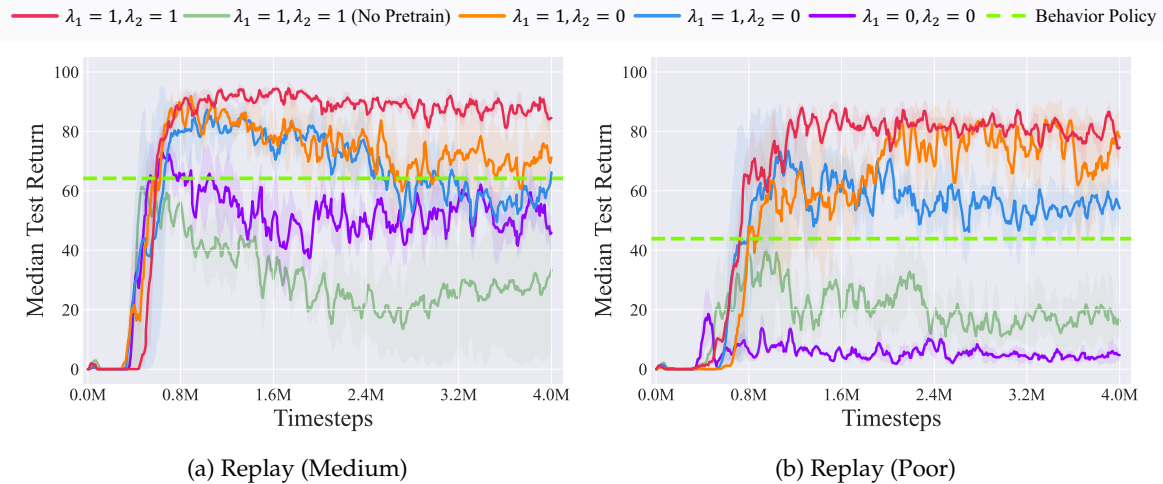 λ₁ = 1, λ₂ = 1 λ₁ = 1, λ₂ = 1 (No Pretrain) λ₁ = 1, λ₂ = 0 λ₁ = 1, λ₂ = 0 λ₁ = 0, λ₂ = 0 Behavior Policy
Median Test Return
100
80
60
40
20
0
0.0M 0.8M 1.6M 2.4M 3.2M 4.0M
Timesteps
(a) Replay (Medium)
Median Test Return
100
80
60
40
20
0
0.0M 0.8M 1.6M 2.4M 3.2M 4.0M
Timesteps
(b) Replay (Poor)